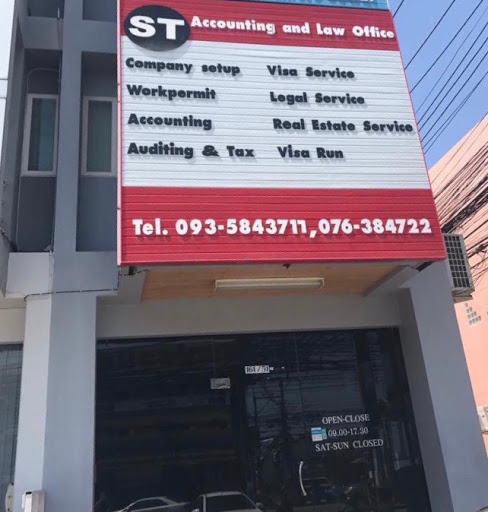 ST Accounting and Law Office
Company setup Visa Service
Workpermit Legal Service
Accounting Real Estate Service
Auditing & Tax Visa Run
Tel. 093-5843711,076-384722
OPEN-CLOSE
09.00-17.30
SAT-SUN CLOSED